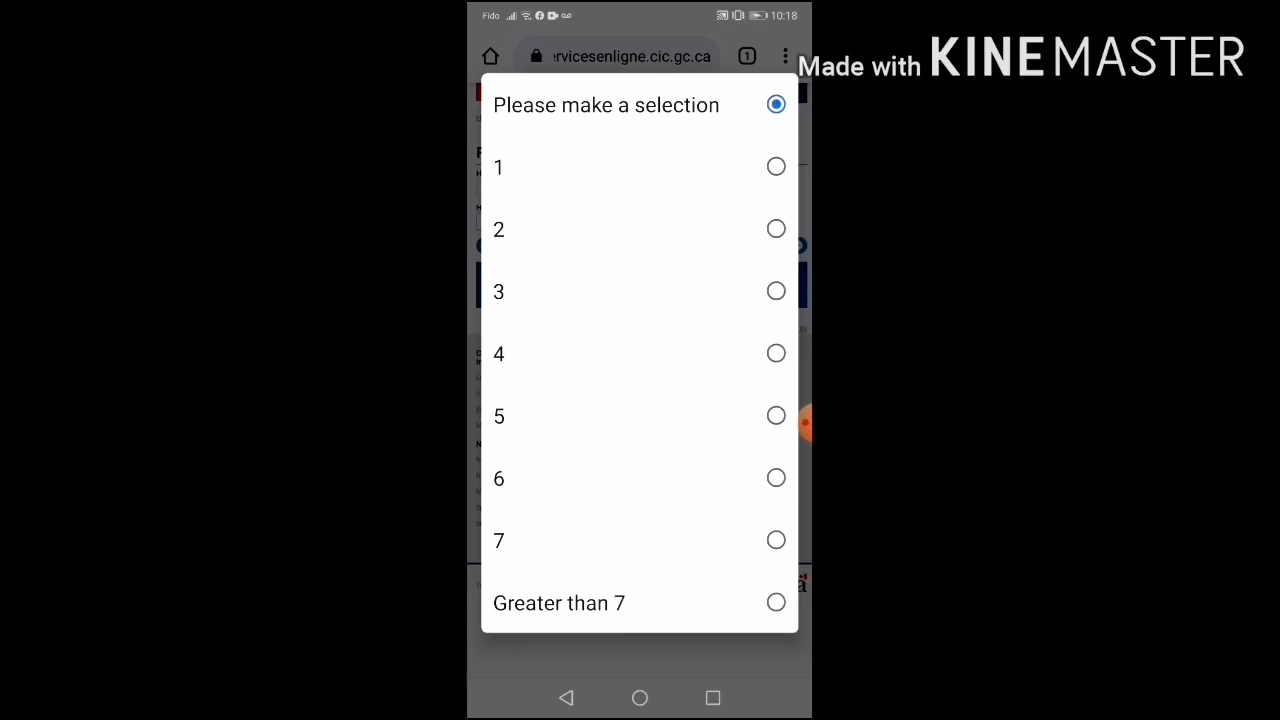 Fido 10:18
ervicesenligne.cic.gc.ca 1
Made with KINEMASTER
Please make a selection
1
2
3
4
5
6
7
Greater than 7